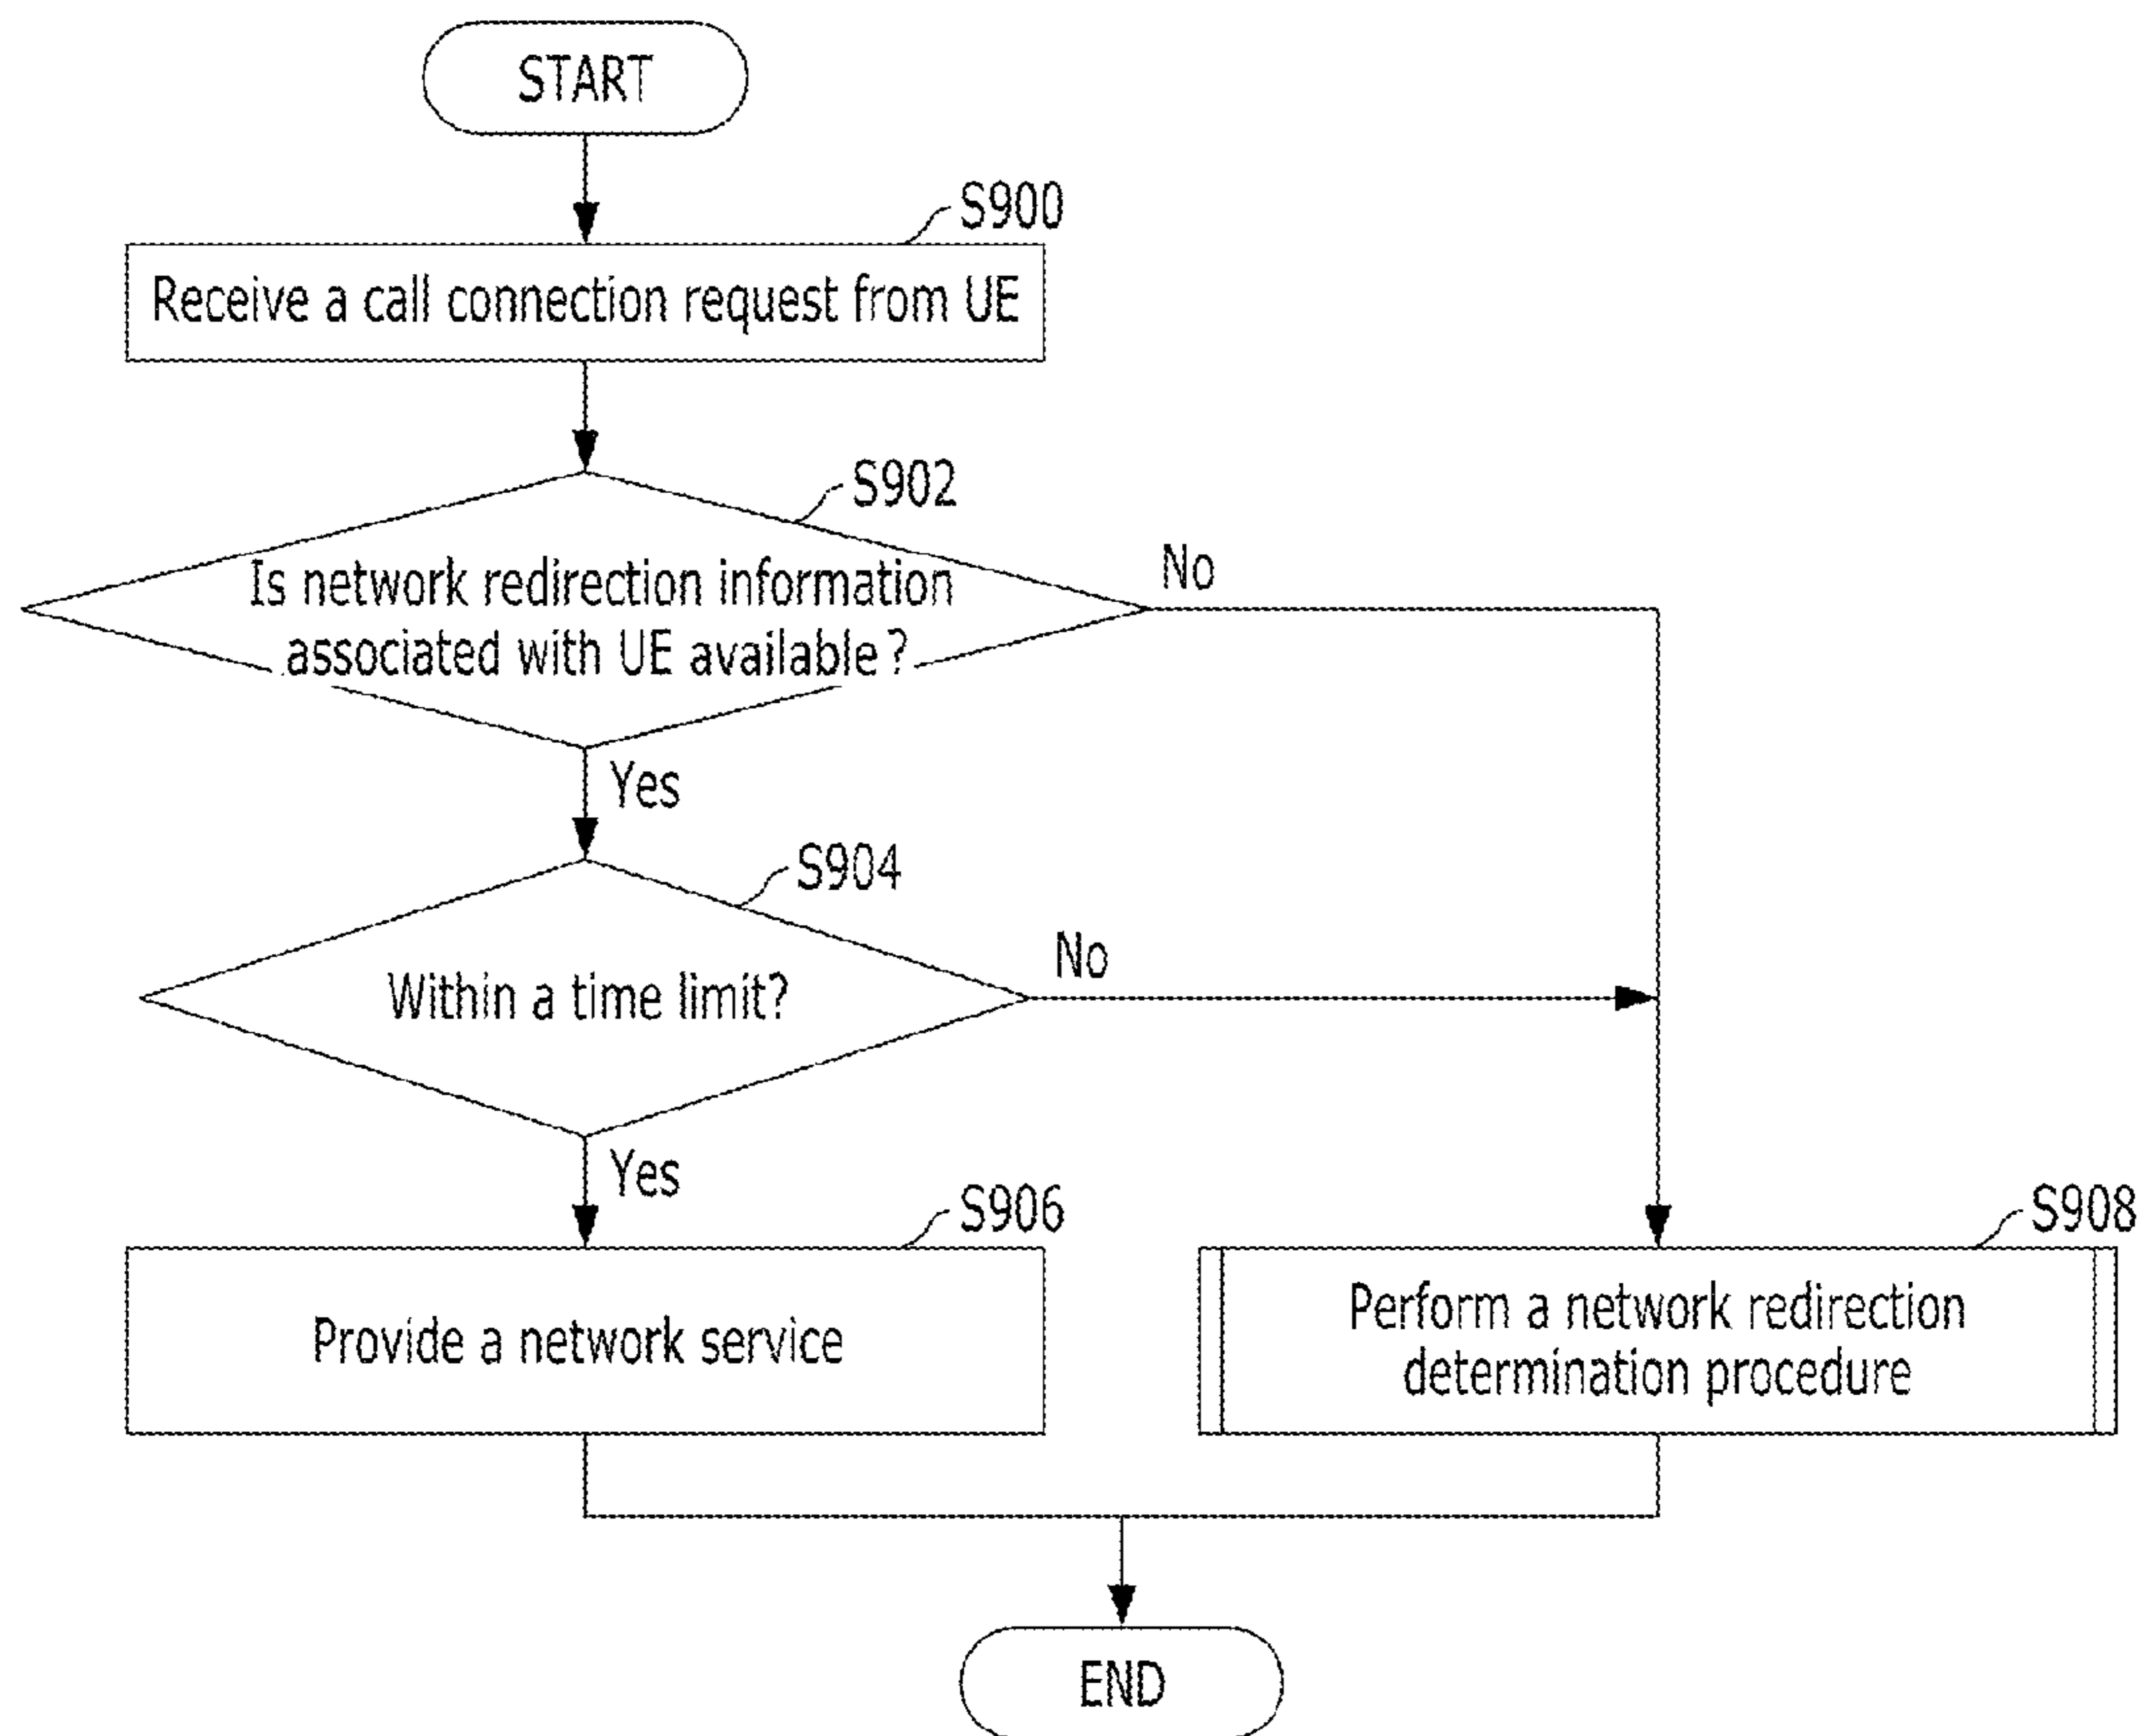 START
S900
Receive a call connection request from UE
S902
Is network redirection information
associated with UE available?
No
Yes
S904
Within a time limit?
No
Yes
S906
Provide a network service
S908
Perform a network redirection
determination procedure
END